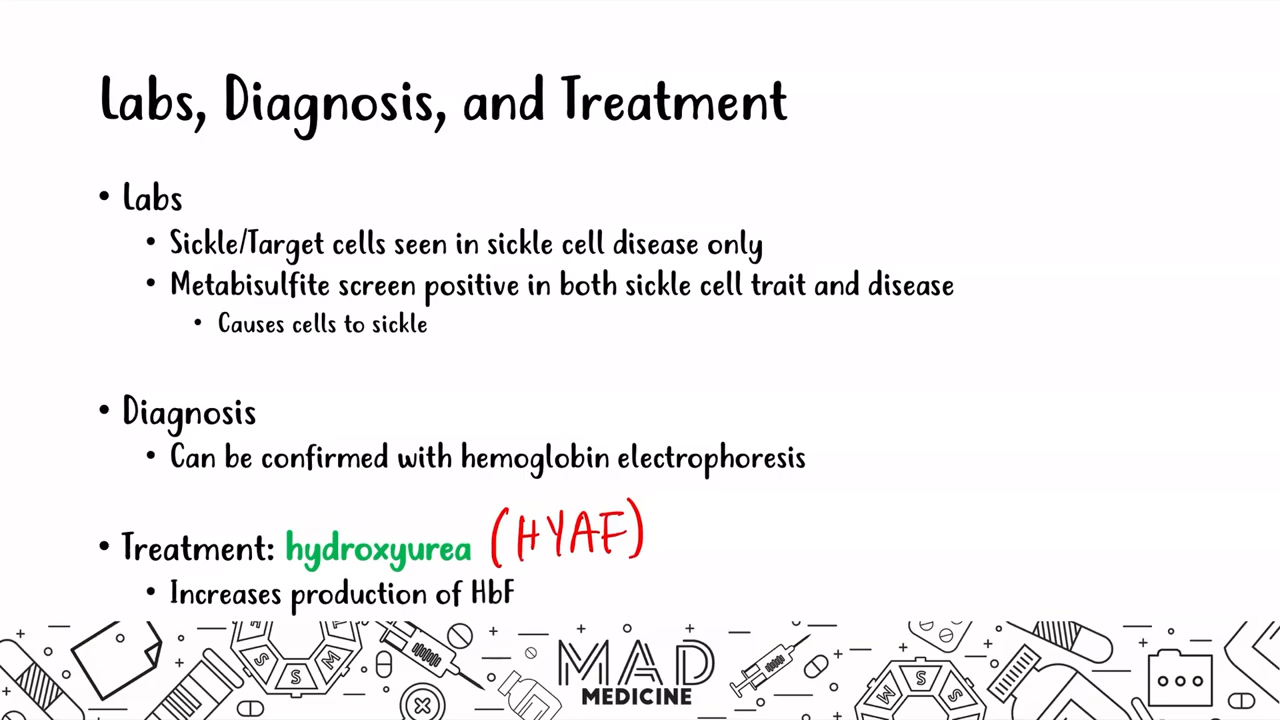 Labs, Diagnosis, and Treatment
• Labs
• Sickle/Target cells seen in sickle cell disease only
• Metabisulfite screen positive in both sickle cell trait and disease
• Causes cells to sickle
• Diagnosis
• Can be confirmed with hemoglobin electrophoresis
• Treatment: hydroxyurea (HYAF)
• Increases production of HbF
S S M
MAD
MEDICINE
M S S